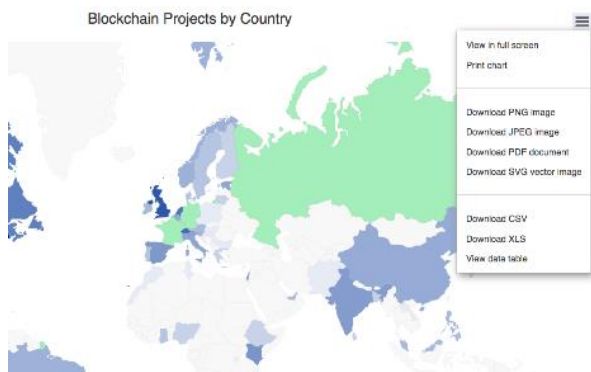 Blockchain Projects by Country
View in full screen
Print chart
Download PNG image
Download JPEG image
Download PDF document
Download SVG vector image
Download CSV
Download XLS
View data table